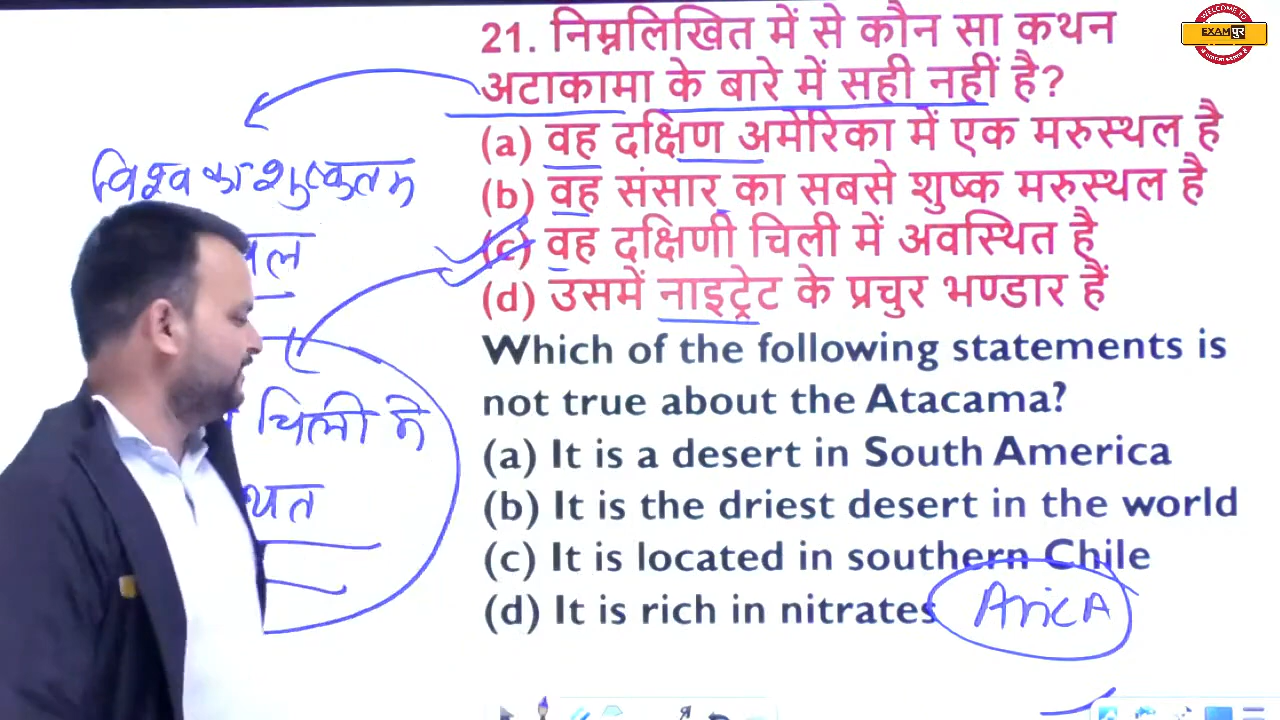 WELCOME TO
EXAMपुर
21. निम्नलिखित में से कौन सा कथन
अटाकामा के बारे में सही नहीं है?
(a) वह दक्षिण अमेरिका में एक मरुस्थल है
(b) वह संसार का सबसे शुष्क मरुस्थल है
(c) वह दक्षिणी चिली में अवस्थित है
(d) उसमें नाइट्रेट के प्रचुर भण्डार हैं
Which of the following statements is
not true about the Atacama?
(a) It is a desert in South America
(b) It is the driest desert in the world
(c) It is located in southern Chile
(d) It is rich in nitrates
AricA
विश्व का शुष्कतम
चिली में